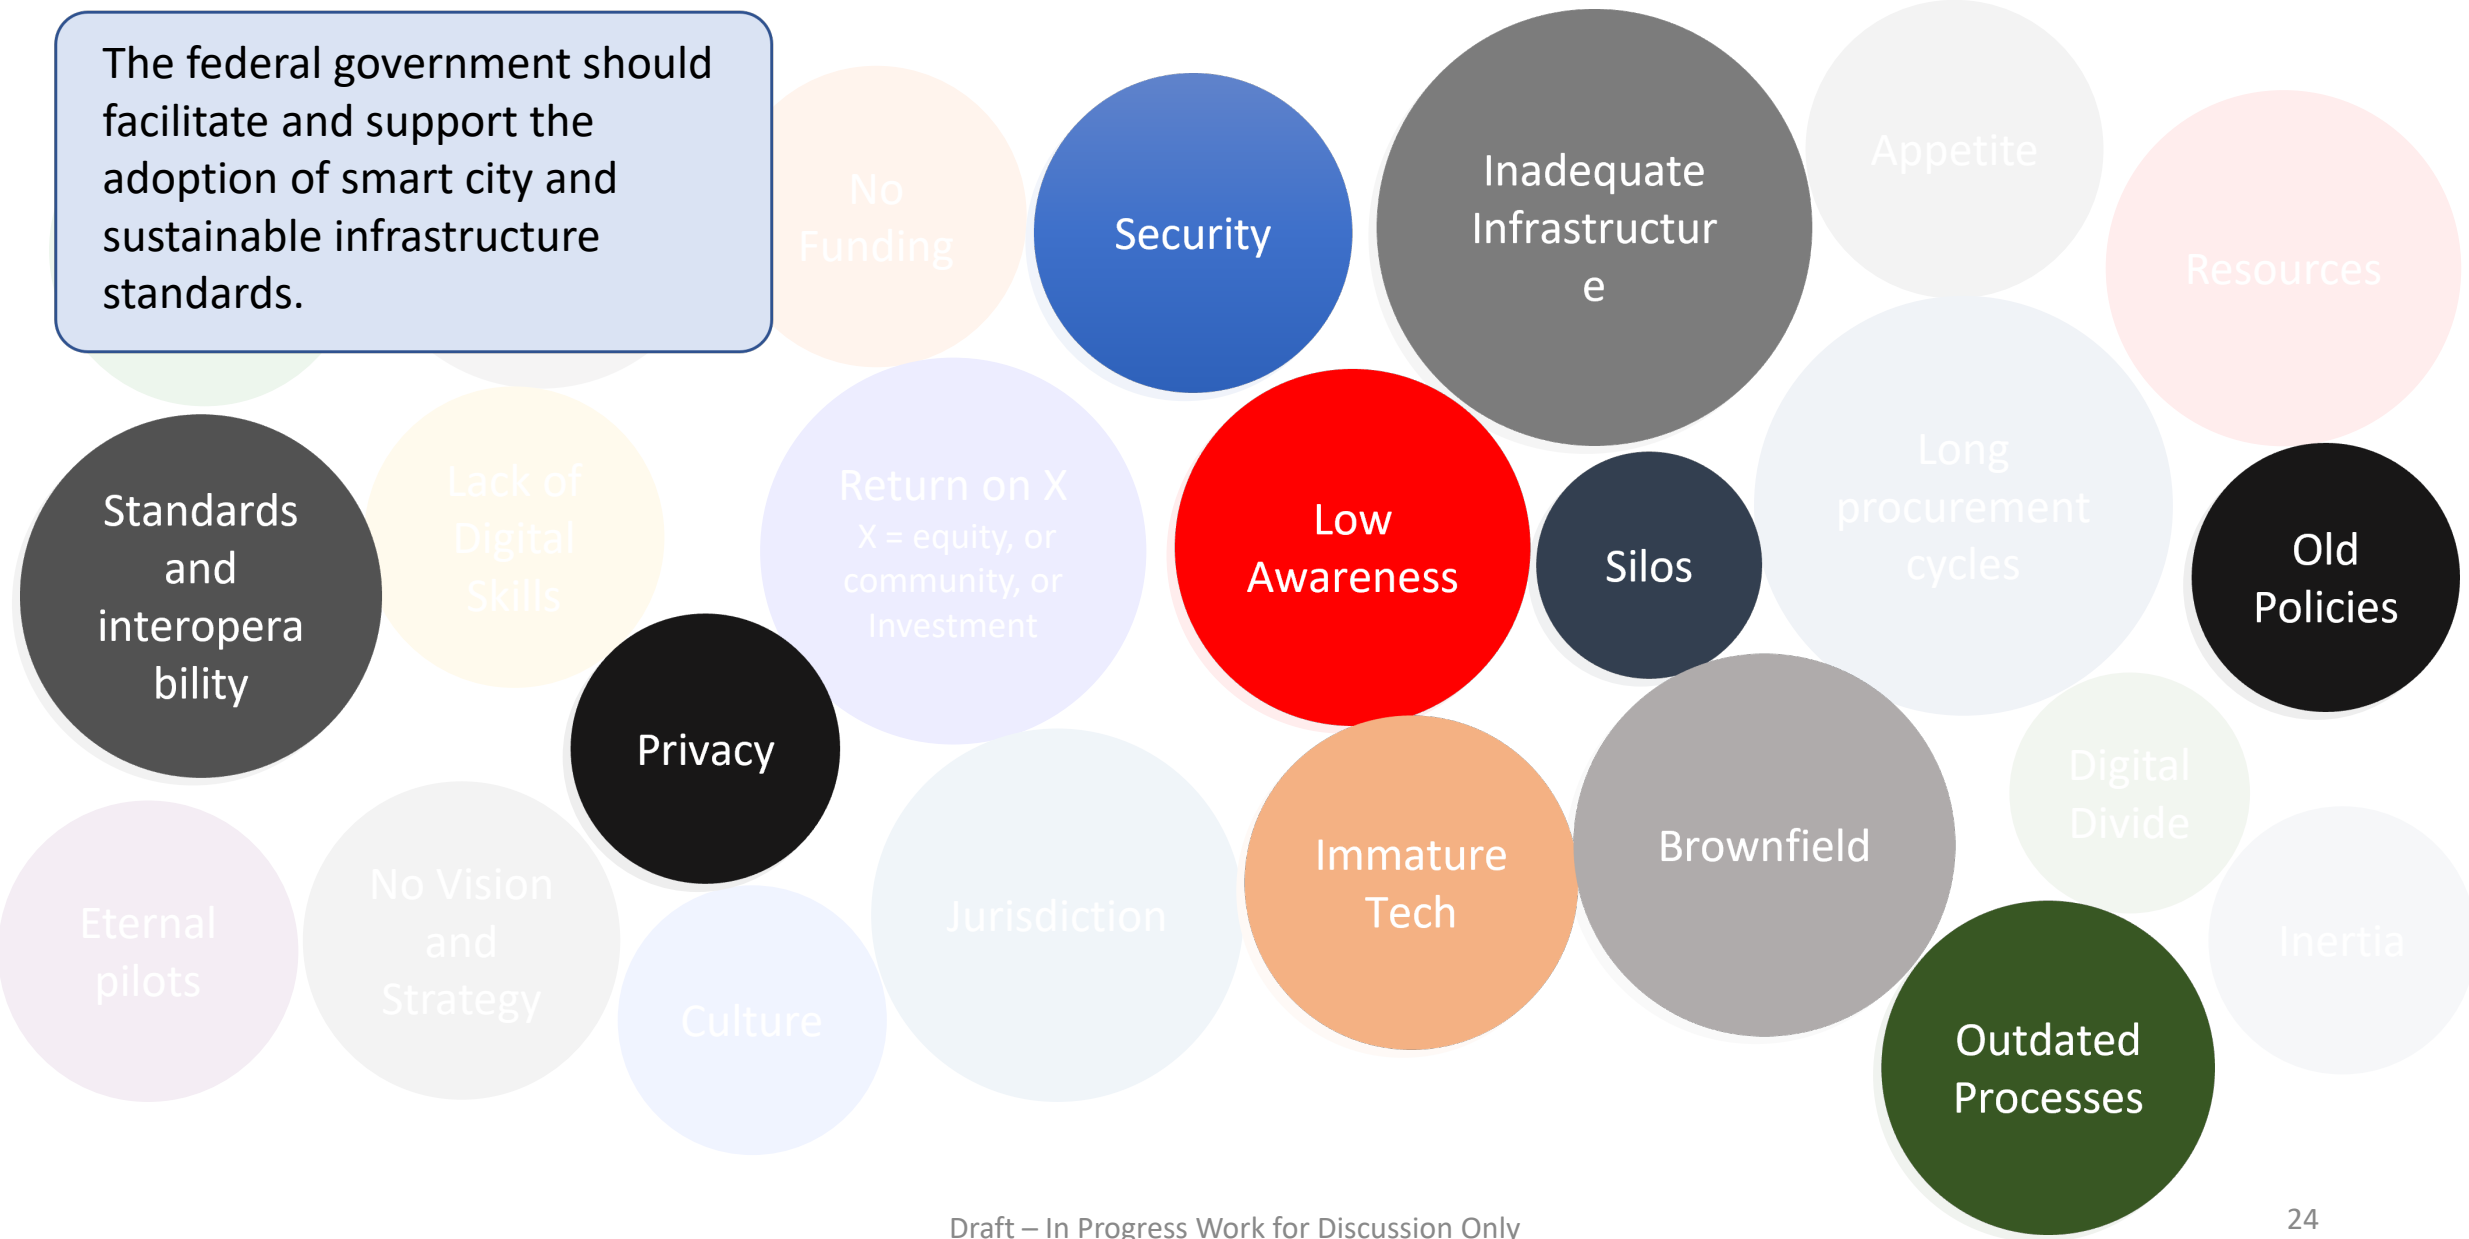 The federal government should
facilitate and support the
adoption of smart city and
sustainable infrastructure
standards.
No
Funding
Security
Inadequate
Infrastructur
e
Appetite
Resources
Standards
and
interopera
bility
Lack of
Digital
Skills
Return on X
X = equity, or
community, or
Investment
Low
Awareness
Silos
Long
procurement
cycles
Old
Policies
Privacy
Eternal
pilots
No Vision
and
Strategy
Culture
Jurisdiction
Immature
Tech
Brownfield
Digital
Divide
Inertia
Outdated
Processes
Draft – In Progress Work for Discussion Only
24